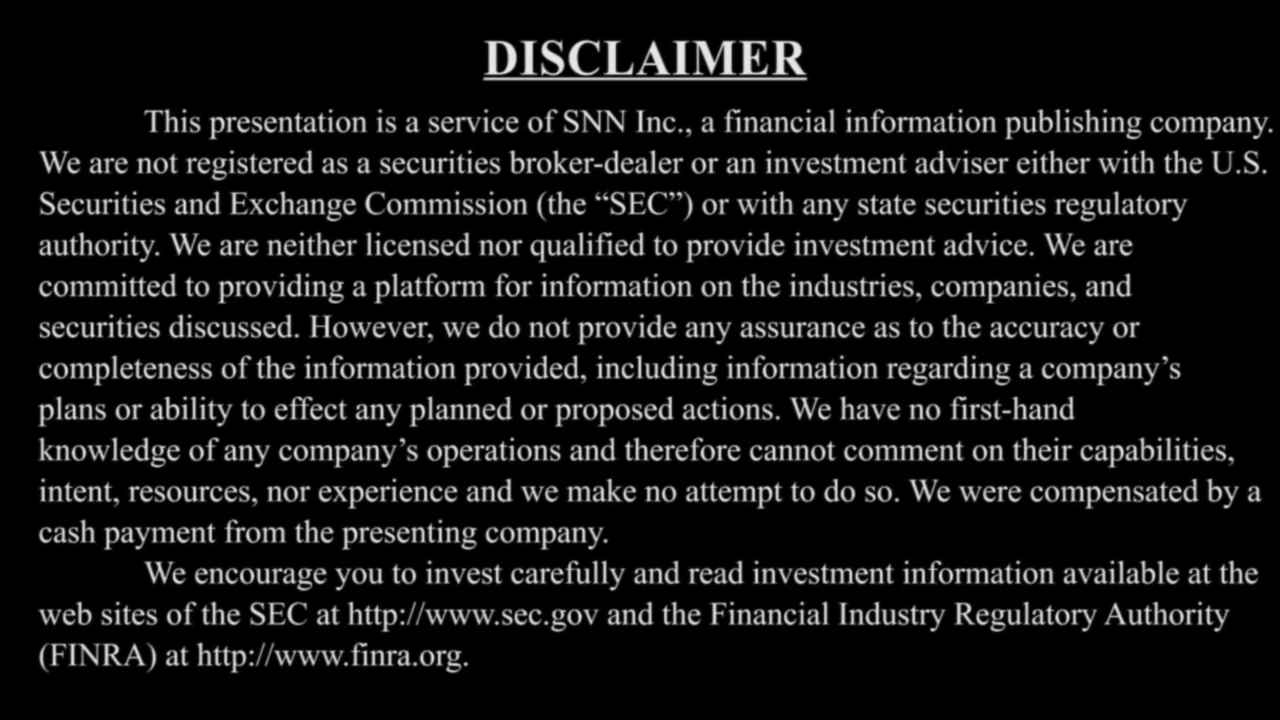 DISCLAIMER
This presentation is a service of SNN Inc., a financial information publishing company.
We are not registered as a securities broker-dealer or an investment adviser either with the U.S.
Securities and Exchange Commission (the “SEC”) or with any state securities regulatory
authority. We are neither licensed nor qualified to provide investment advice. We are
committed to providing a platform for information on the industries, companies, and
securities discussed. However, we do not provide any assurance as to the accuracy or
completeness of the information provided, including information regarding a company’s
plans or ability to effect any planned or proposed actions. We have no first-hand
knowledge of any company’s operations and therefore cannot comment on their capabilities,
intent, resources, nor experience and we make no attempt to do so. We were compensated by a
cash payment from the presenting company.
We encourage you to invest carefully and read investment information available at the
web sites of the SEC at http://www.sec.gov and the Financial Industry Regulatory Authority
(FINRA) at http://www.finra.org.